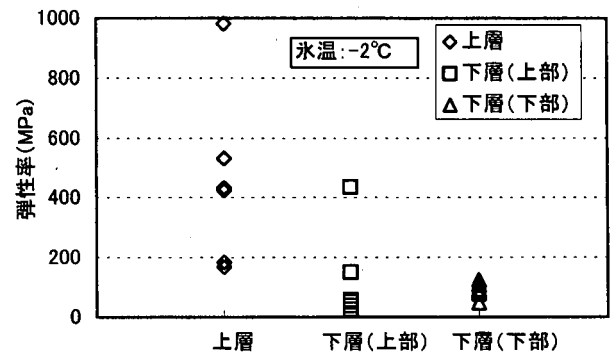 1000
800
600
400
200
0
弾性率(MPa)
氷温:-2℃
上層
下層(上部)
下層(下部)
上層
下層(上部)
下層(下部)